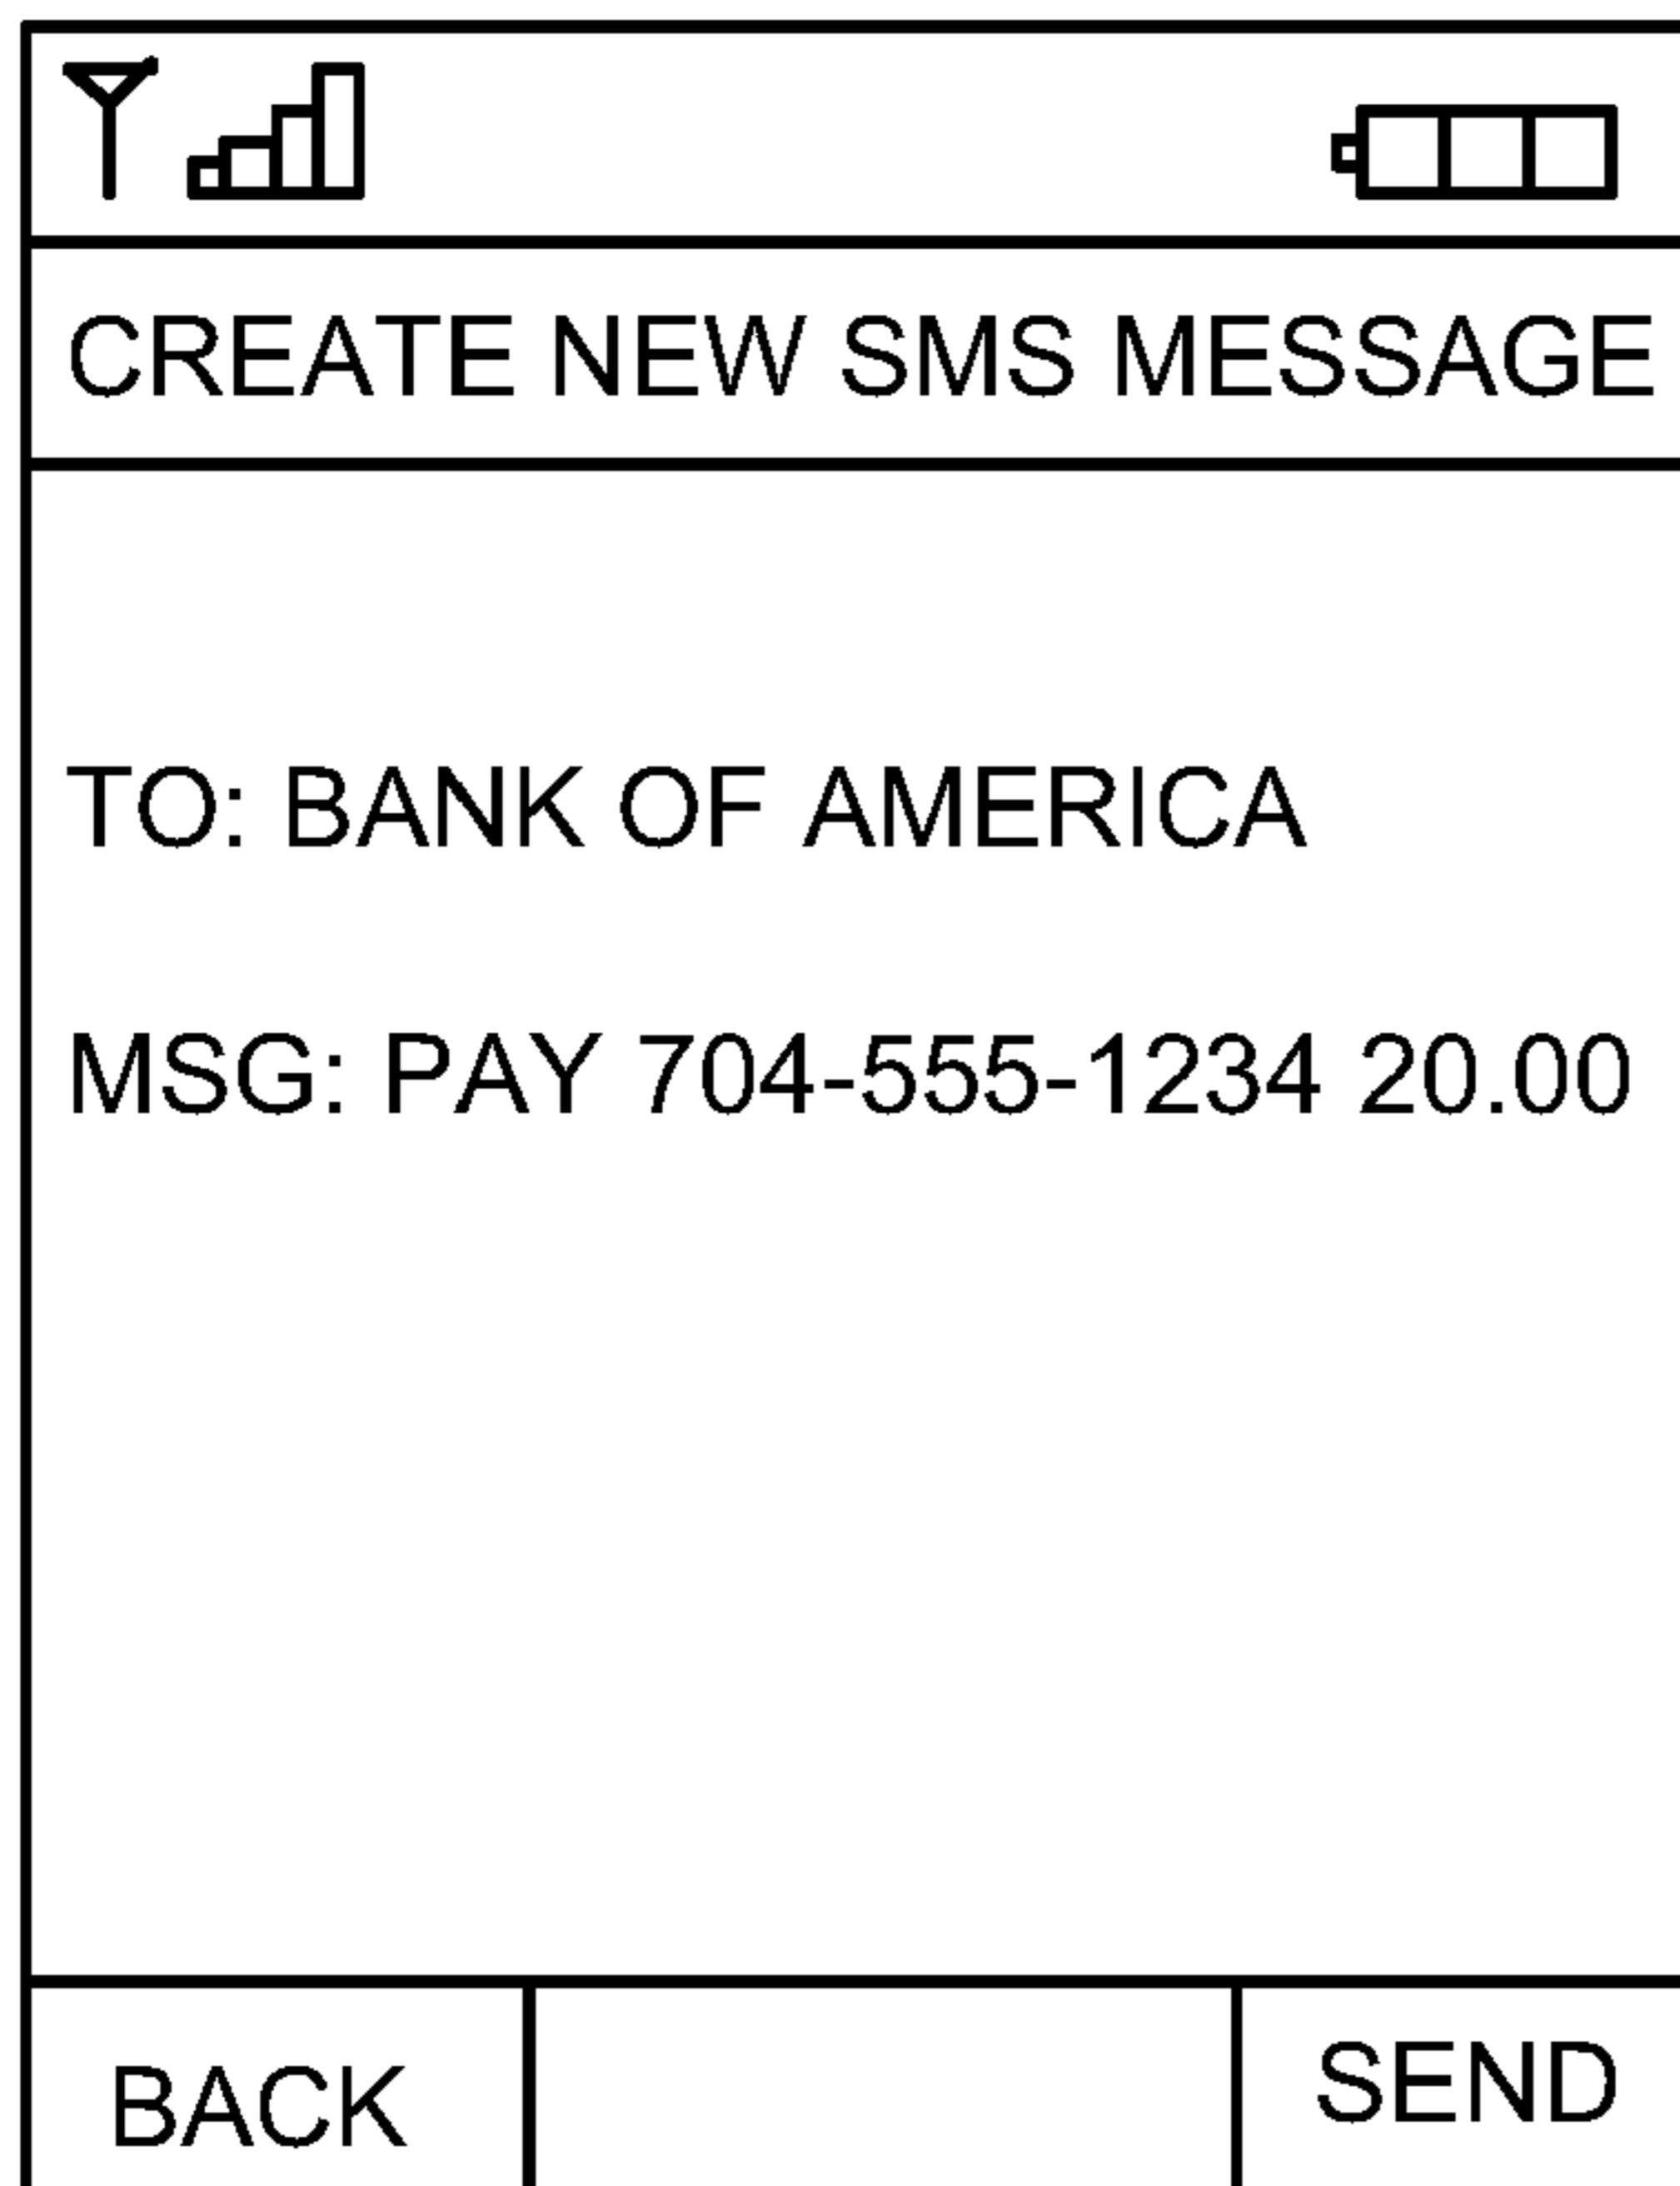 CREATE NEW SMS MESSAGE
TO: BANK OF AMERICA
MSG: PAY 704-555-1234 20.00
BACK
SEND